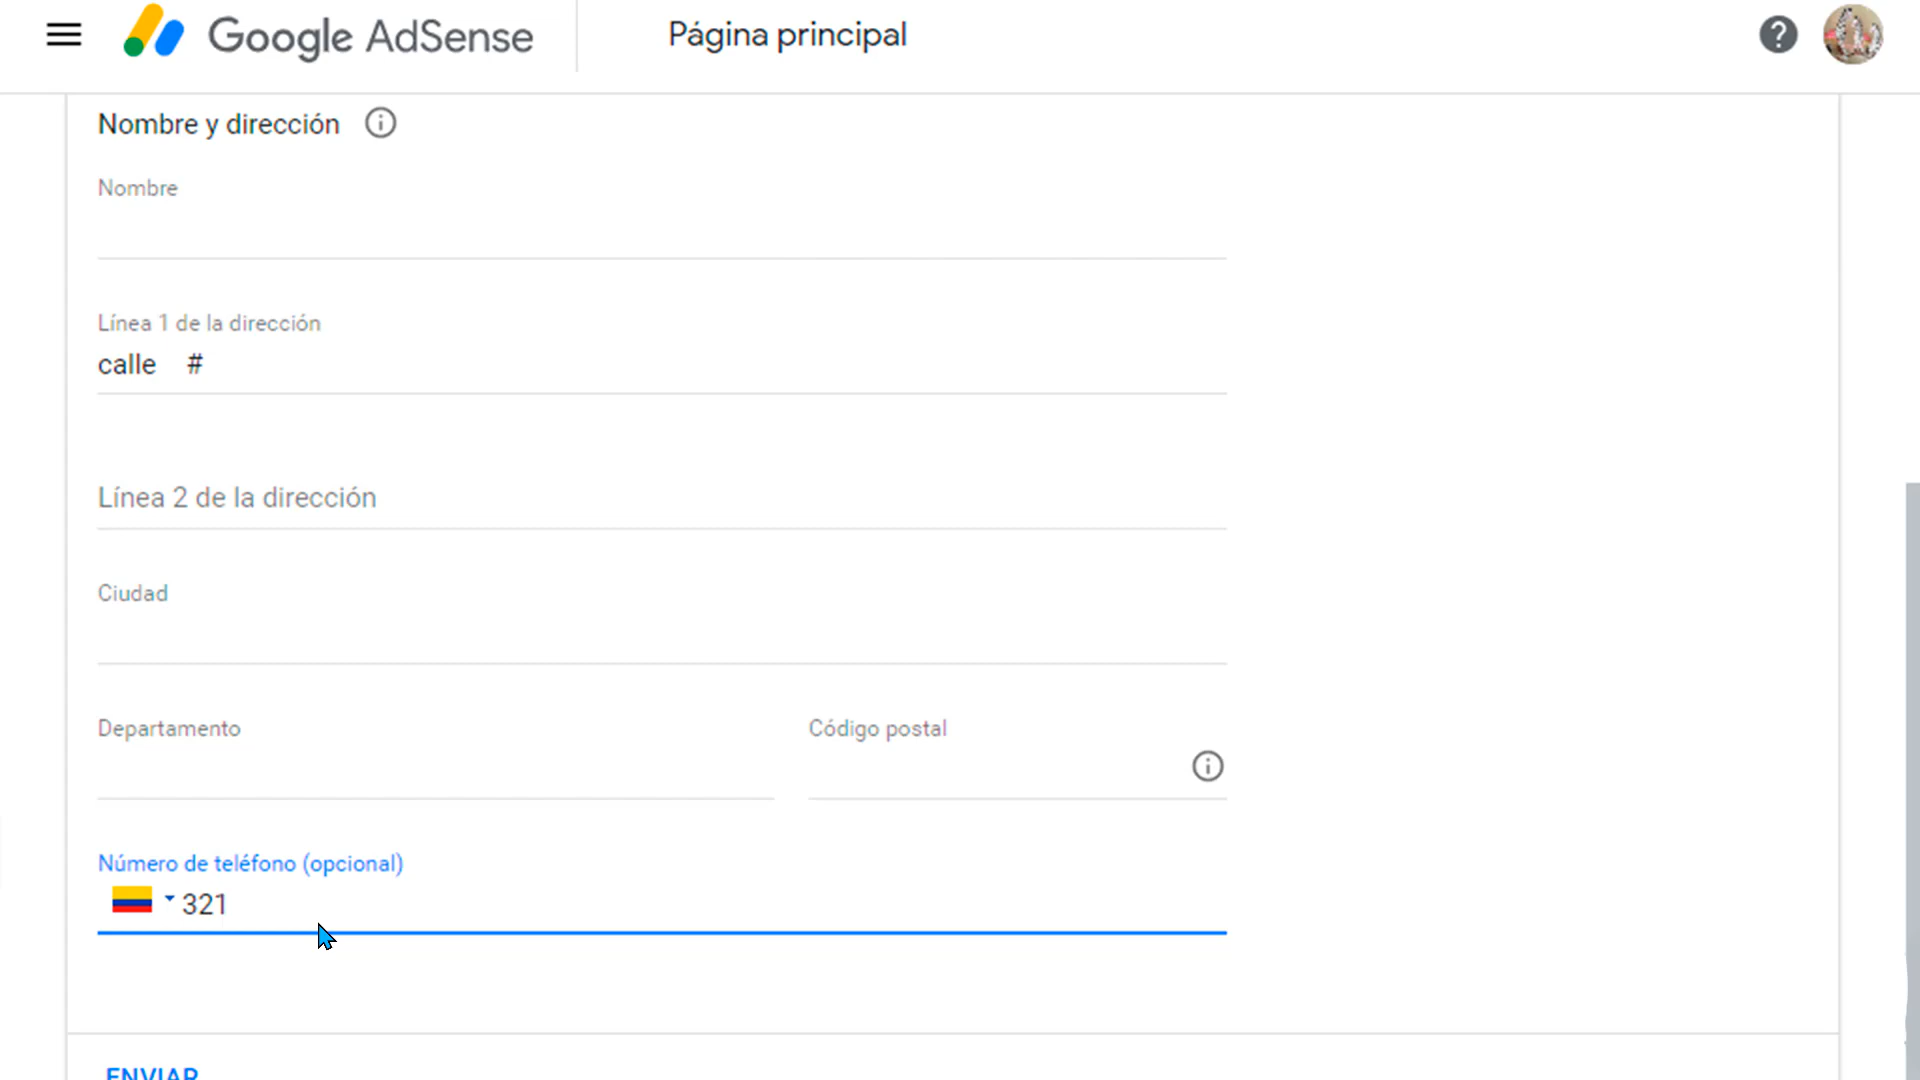 Google AdSense
Página principal
Nombre y dirección
Nombre
Línea 1 de la dirección
calle #
Línea 2 de la dirección
Ciudad
Departamento
Código postal
Número de teléfono (opcional)
321
ENVIAR